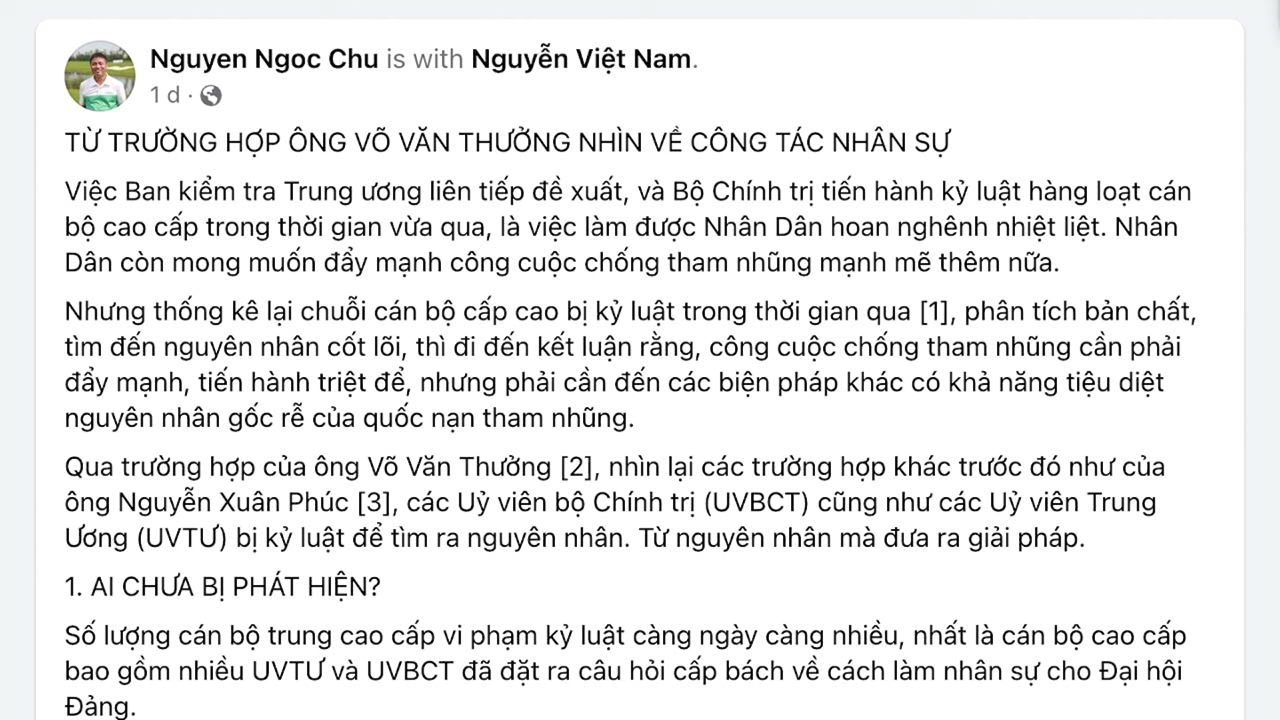 Nguyen Ngoc Chu is with Nguyễn Việt Nam.
1 d ·
TỪ TRƯỜNG HỢP ÔNG VÕ VĂN THƯỞNG NHÌN VỀ CÔNG TÁC NHÂN SỰ
Việc Ban kiểm tra Trung ương liên tiếp đề xuất, và Bộ Chính trị tiến hành kỷ luật hàng loạt cán
bộ cao cấp trong thời gian vừa qua, là việc làm được Nhân Dân hoan nghênh nhiệt liệt. Nhân
Dân còn mong muốn đẩy mạnh công cuộc chống tham nhũng mạnh mẽ thêm nữa.
Nhưng thống kê lại chuỗi cán bộ cấp cao bị kỷ luật trong thời gian qua [1], phân tích bản chất,
tìm đến nguyên nhân cốt lõi, thì đi đến kết luận rằng, công cuộc chống tham nhũng cần phải
đẩy mạnh, tiến hành triệt để, nhưng phải cần đến các biện pháp khác có khả năng tiệu diệt
nguyên nhân gốc rễ của quốc nạn tham nhũng.
Qua trường hợp của ông Võ Văn Thưởng [2], nhìn lại các trường hợp khác trước đó như của
ông Nguyễn Xuân Phúc [3], các Uỷ viên bộ Chính trị (UVBCT) cũng như các Uỷ viên Trung
Ương (UVTƯ) bị kỷ luật để tìm ra nguyên nhân. Từ nguyên nhân mà đưa ra giải pháp.
1. AI CHƯA BỊ PHÁT HIỆN?
Số lượng cán bộ trung cao cấp vi phạm kỷ luật càng ngày càng nhiều, nhất là cán bộ cao cấp
bao gồm nhiều UVTƯ và UVBCT đã đặt ra câu hỏi cấp bách về cách làm nhân sự cho Đại hội
Đảng.